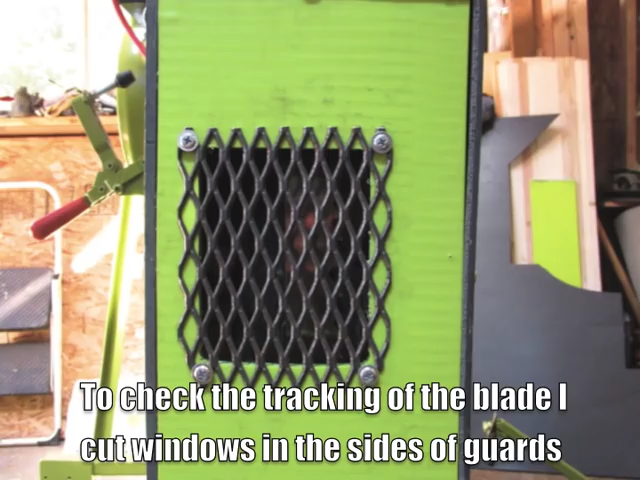 To check the tracking of the blade I
cut windows in the sides of guards